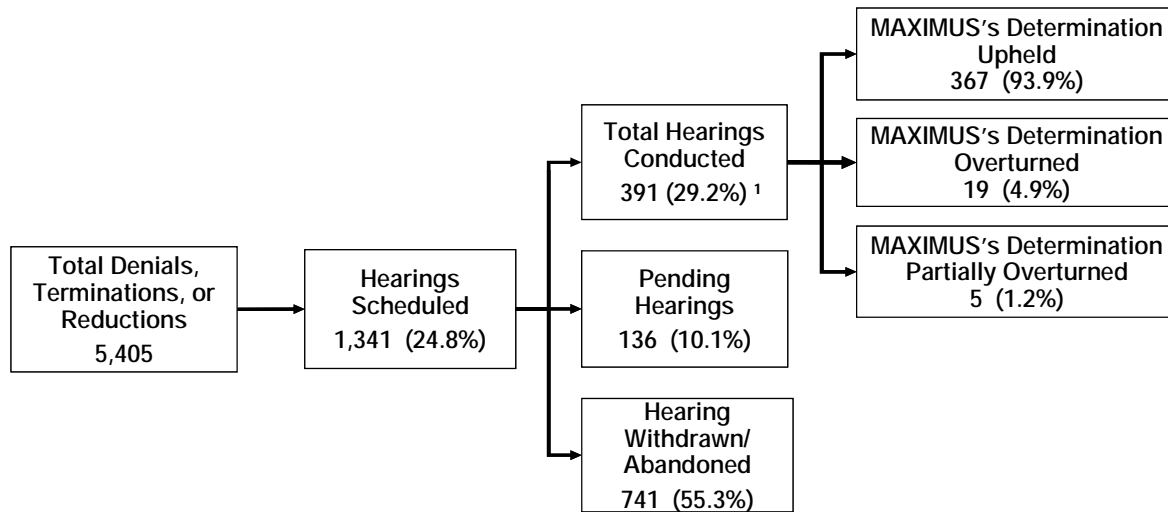 Total Denials,
Terminations, or
Reductions
5,405
Hearings
Scheduled
1,341 (24.8%)
Total Hearings
Conducted
391 (29.2%) ¹
Pending
Hearings
136 (10.1%)
Hearing
Withdrawn/
Abandoned
741 (55.3%)
MAXIMUS's Determination
Upheld
367 (93.9%)
MAXIMUS's Determination
Overturned
19 (4.9%)
MAXIMUS's Determination
Partially Overturned
5 (1.2%)